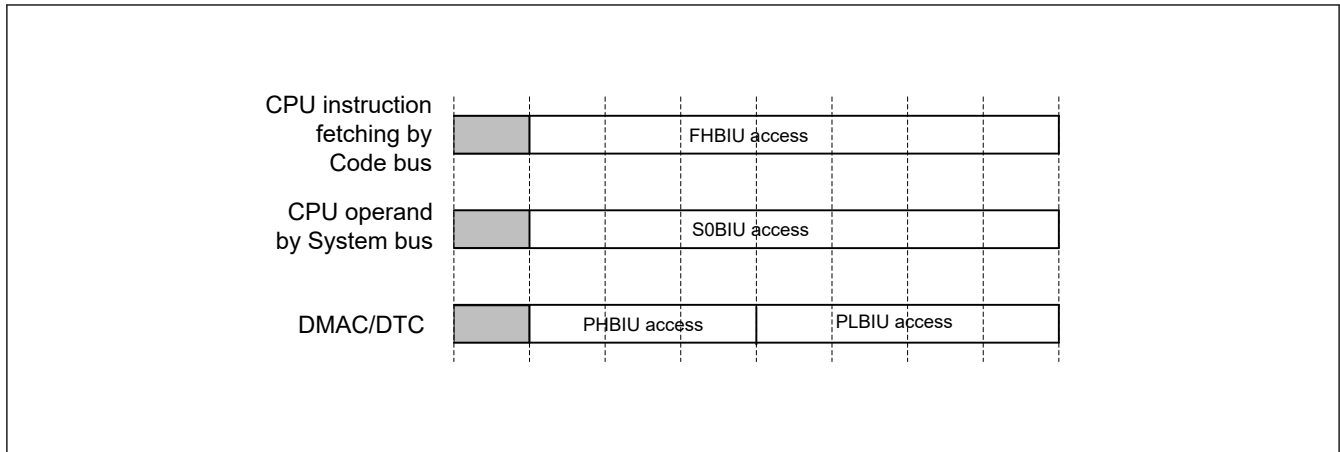 CPU instruction
fetching by
Code bus
FHBIU access
CPU operand
by System bus
S0BIU access
DMAC/DTC
PHBIU access
PLBIU access